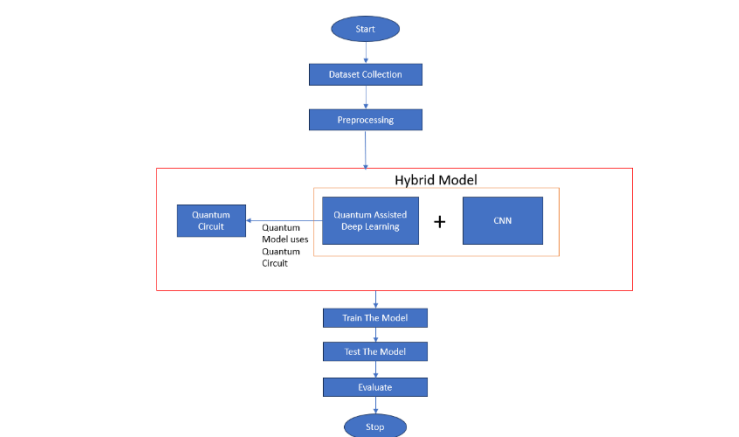 Start
Dataset Collection
Preprocessing
Hybrid Model
Quantum
Circuit
Quantum
Model uses
Quantum
Circuit
Quantum Assisted
Deep Learning
+
CNN
Train The Model
Test The Model
Evaluate
Stop